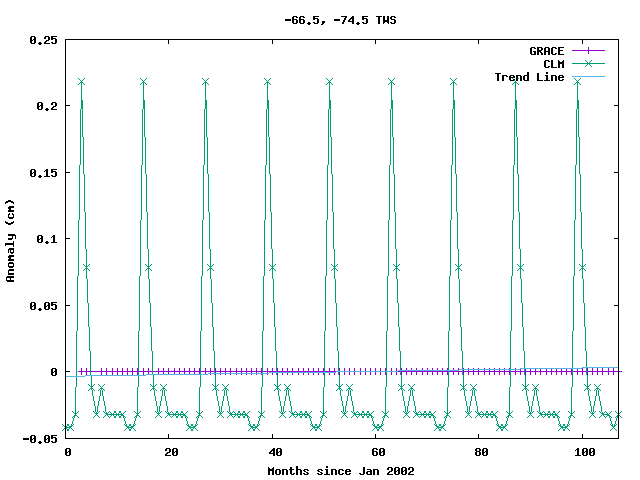 -66.5, -74.5 TWS
0.25
0.2
0.15
0.1
0.05
0
-0.05
Anomaly (cm)
GRACE
CLM
Trend Line
0 20 40 60 80 100
Months since Jan 2002